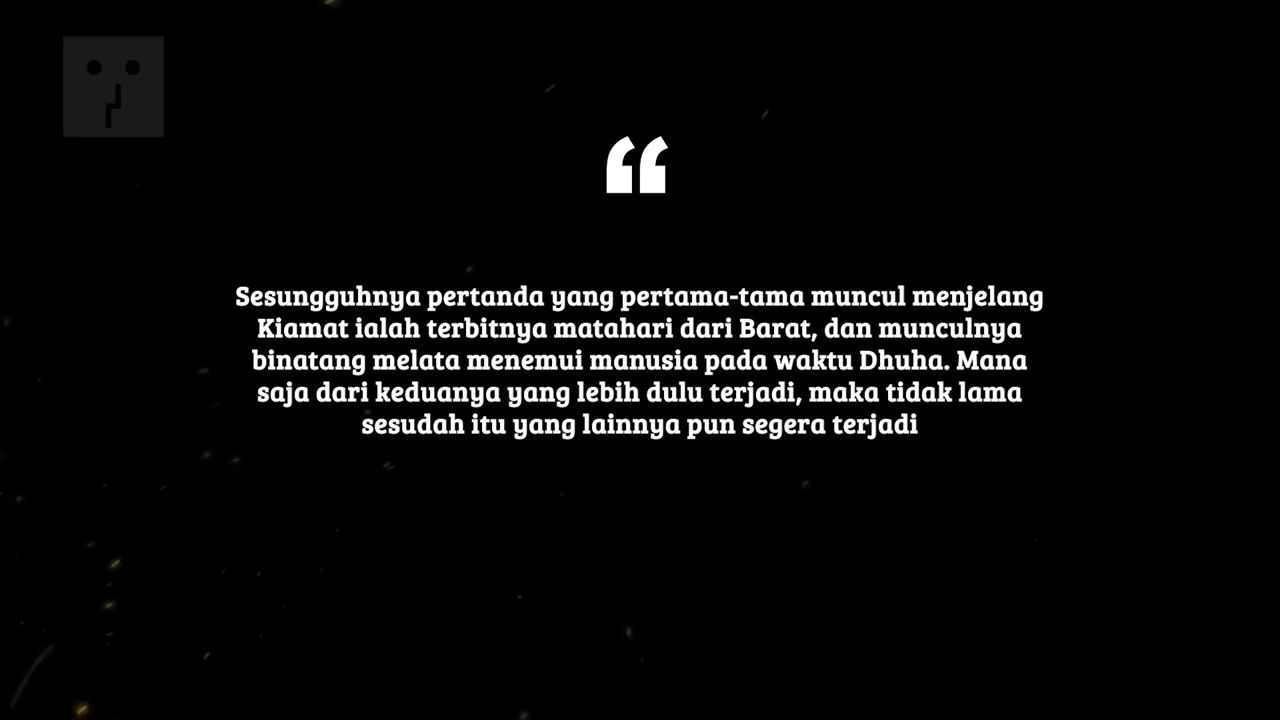 “
Sesungguhnya pertanda yang pertama-tama muncul menjelang
Kiamat ialah terbitnya matahari dari Barat, dan munculnya
binatang melata menemui manusia pada waktu Dhuha. Mana
saja dari keduanya yang lebih dulu terjadi, maka tidak lama
sesudah itu yang lainnya pun segera terjadi